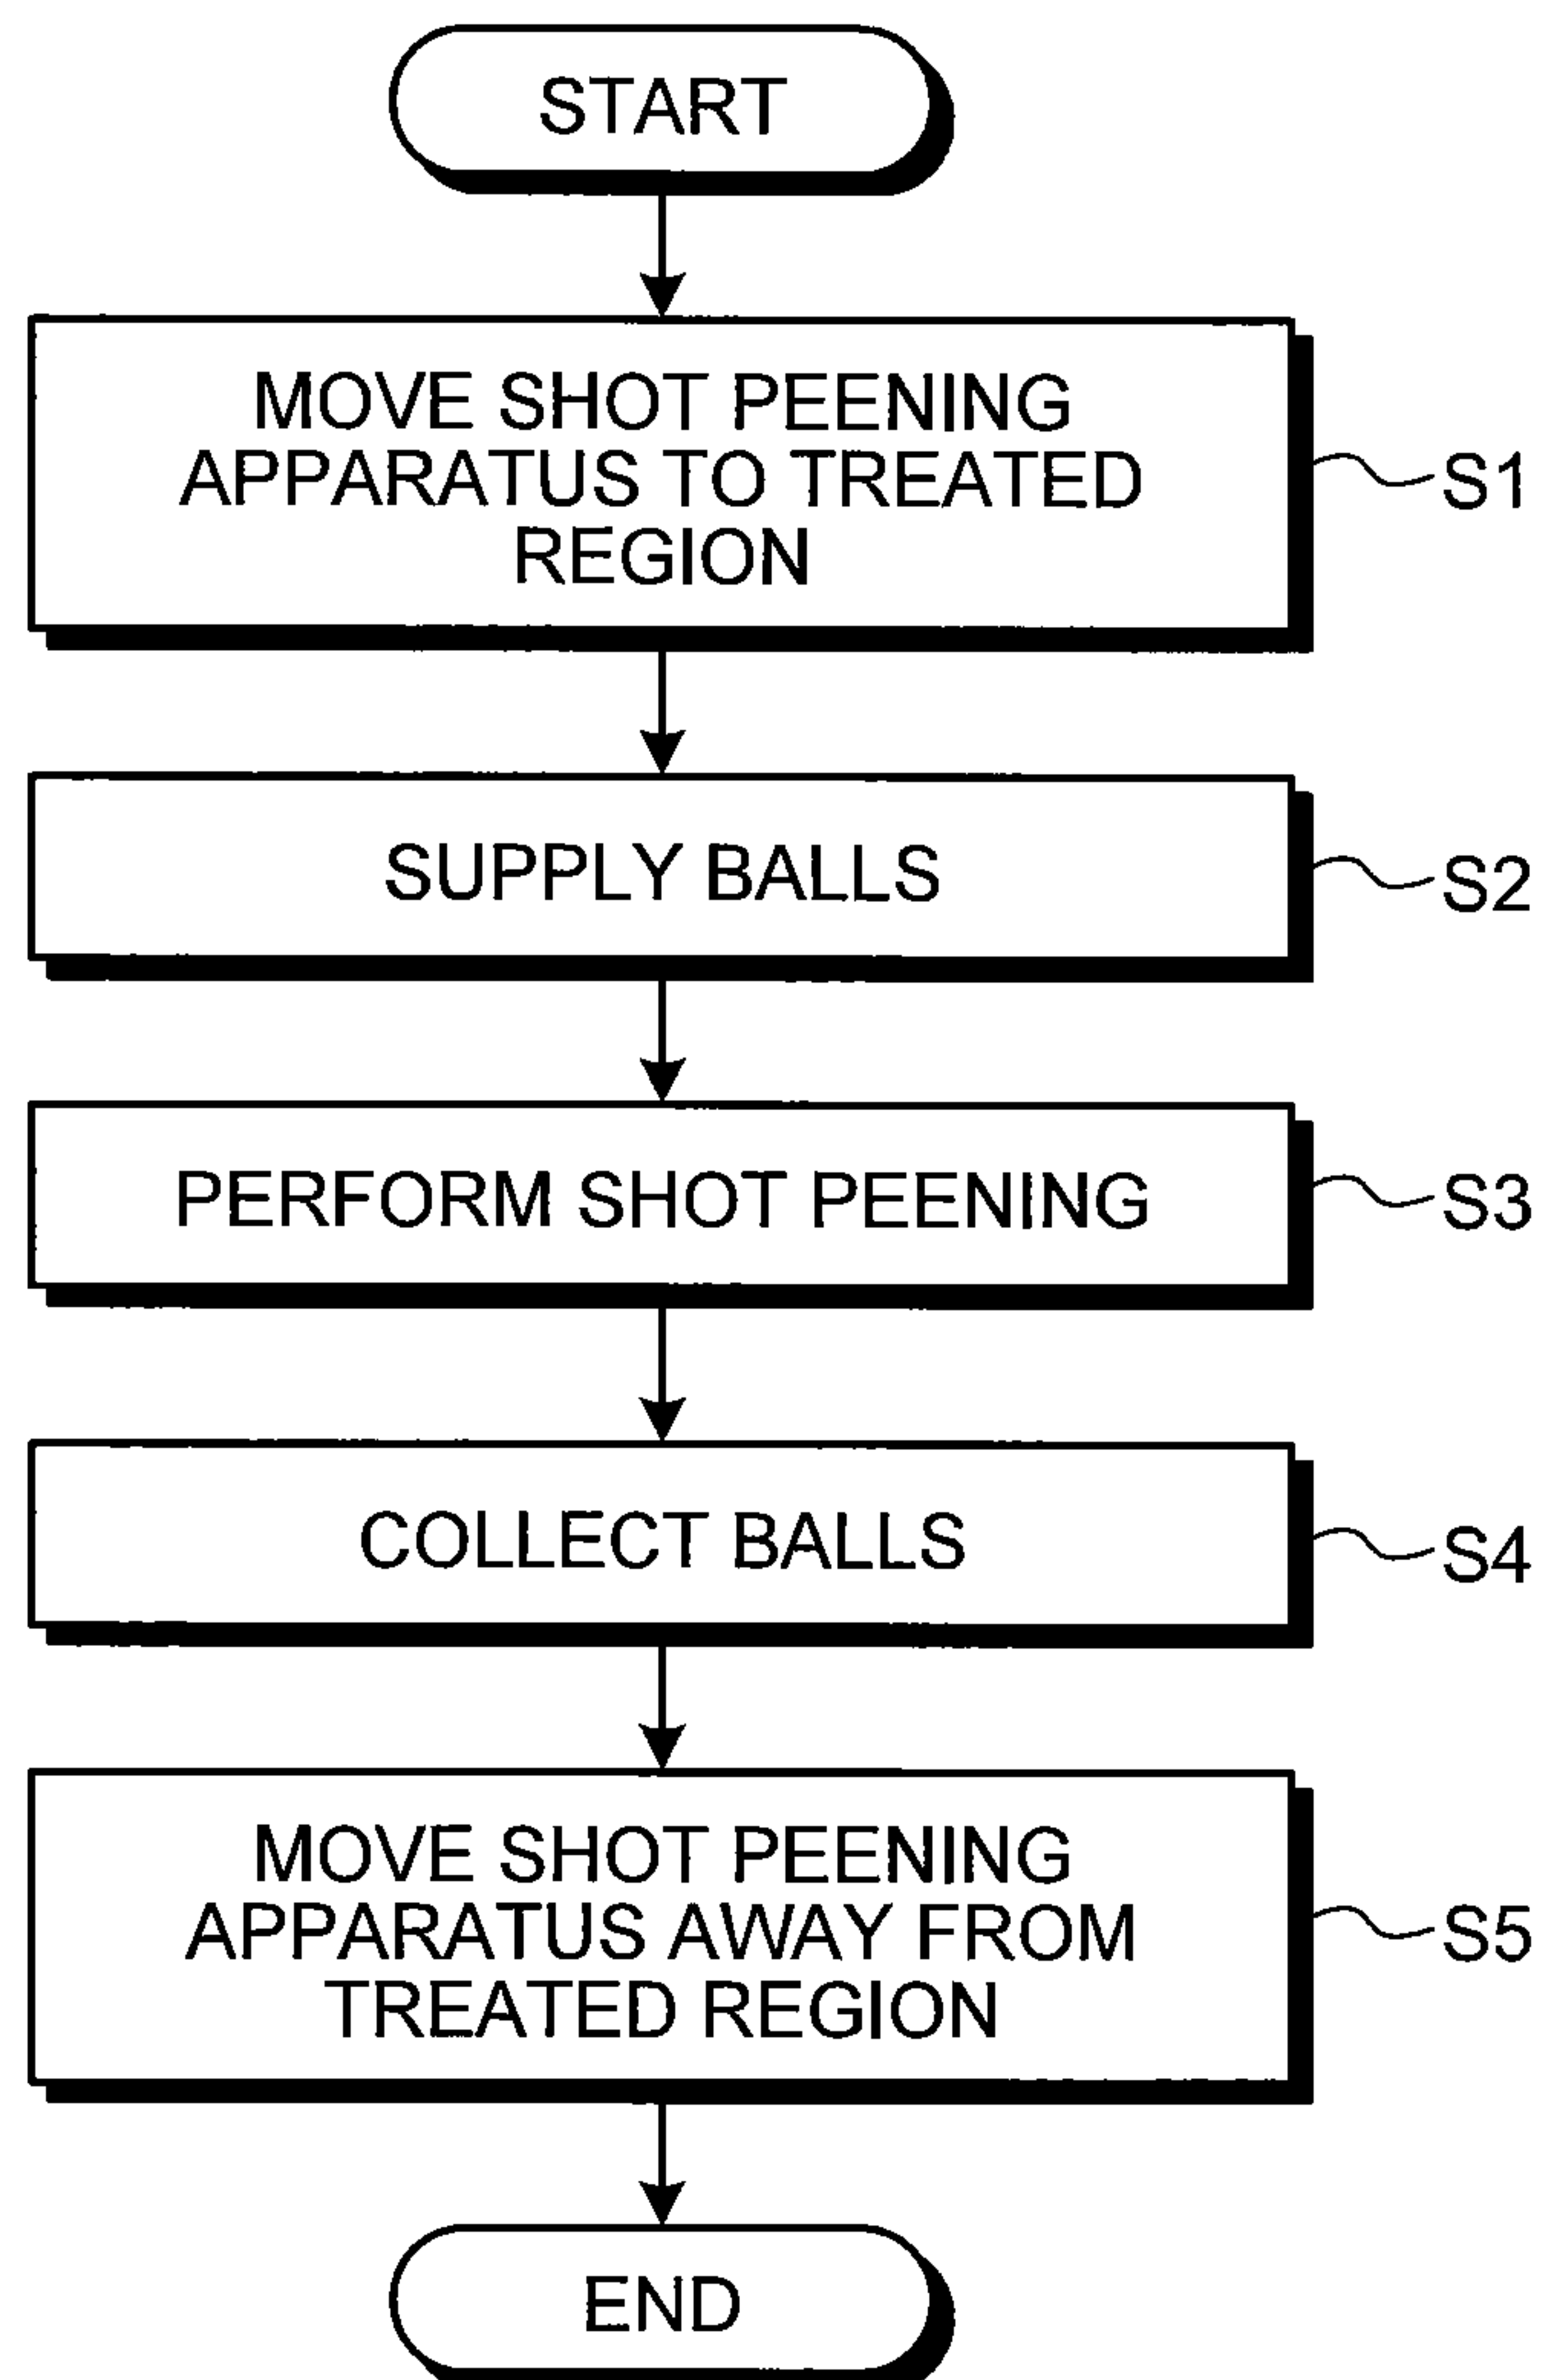 START
MOVE SHOT PEENING
APPARATUS TO TREATED
REGION
S1
SUPPLY BALLS
S2
PERFORM SHOT PEENING
S3
COLLECT BALLS
S4
MOVE SHOT PEENING
APPARATUS AWAY FROM
TREATED REGION
S5
END